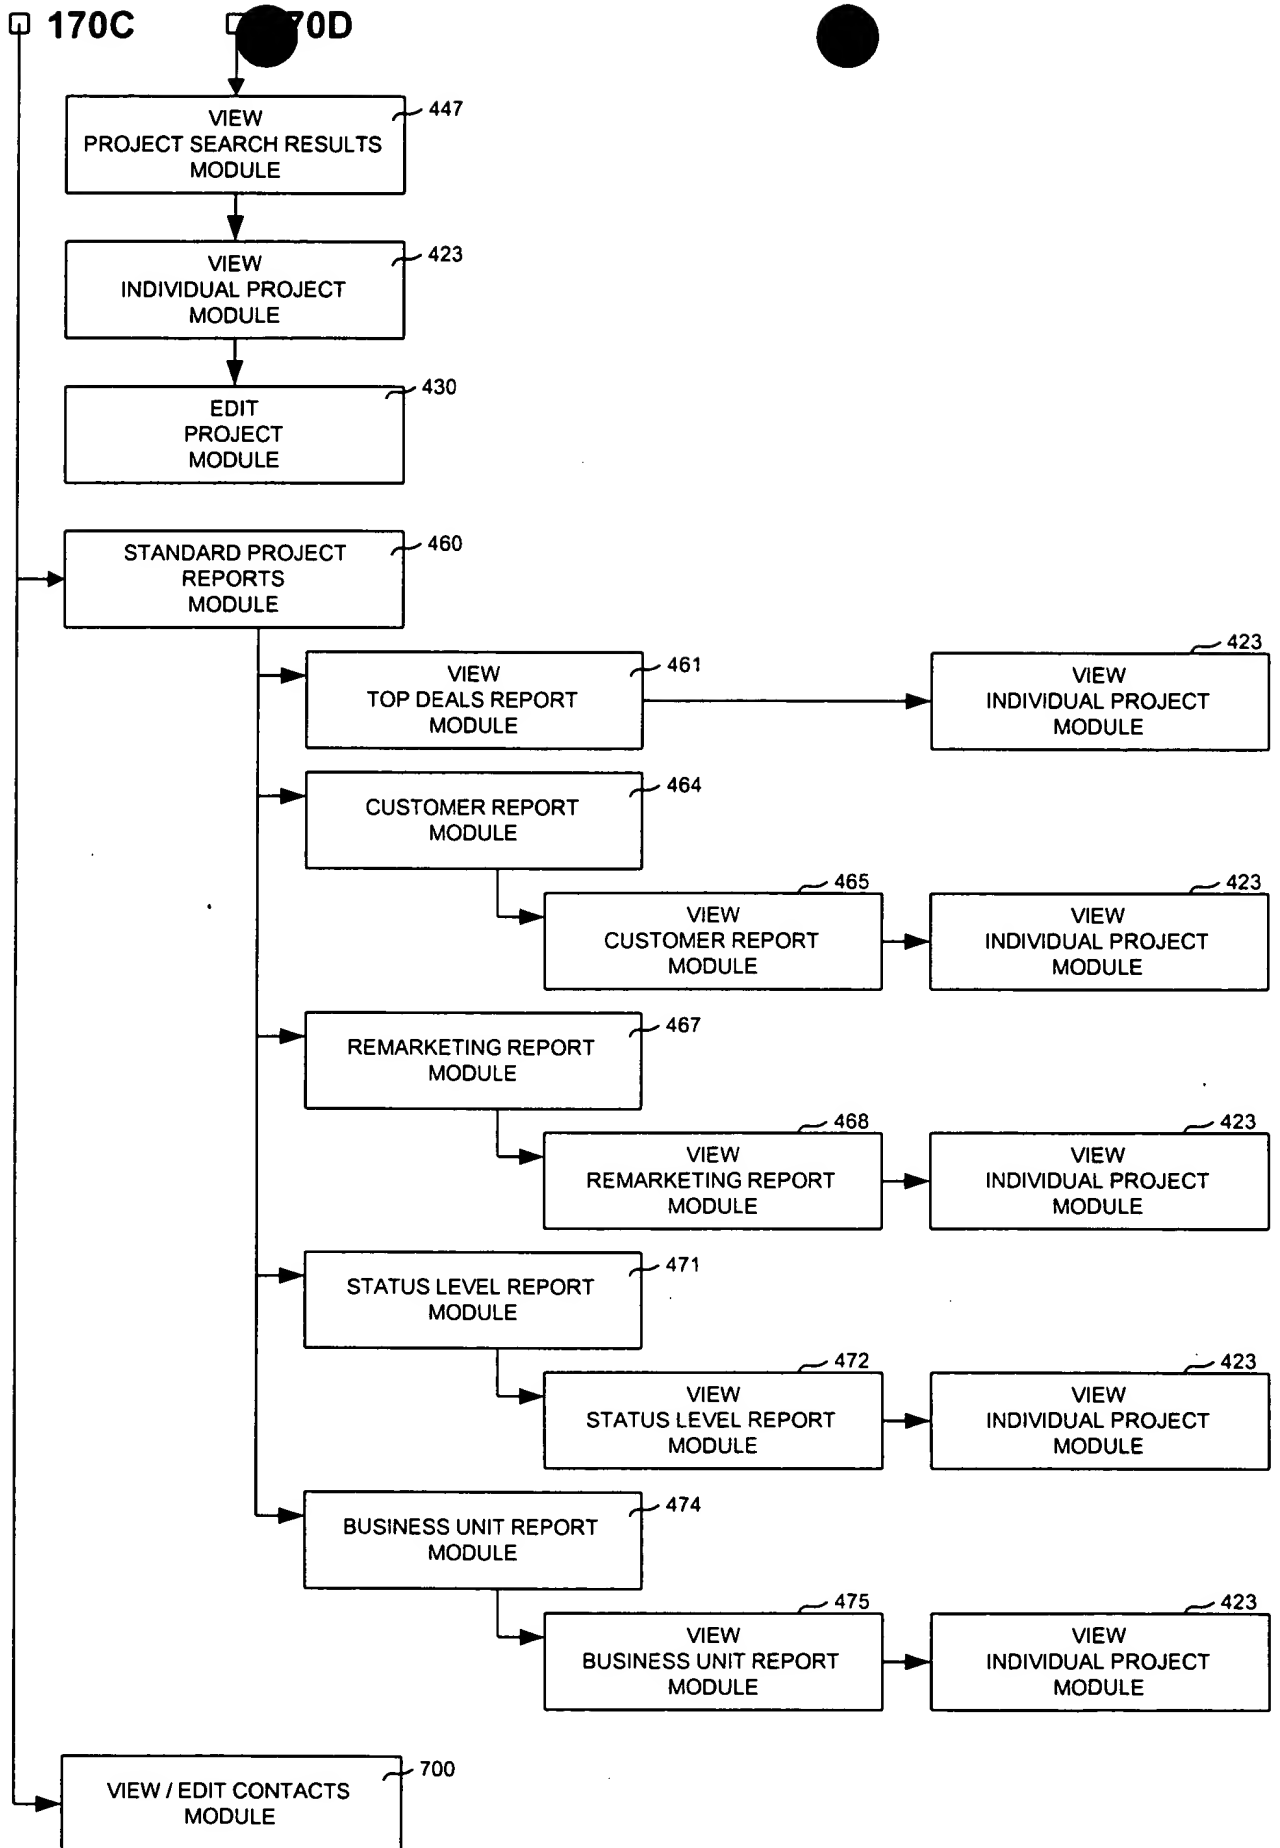 170C
70D
447
VIEW
PROJECT SEARCH RESULTS
MODULE
423
VIEW
INDIVIDUAL PROJECT
MODULE
430
EDIT
PROJECT
MODULE
460
STANDARD PROJECT
REPORTS
MODULE
461
VIEW
TOP DEALS REPORT
MODULE
423
VIEW
INDIVIDUAL PROJECT
MODULE
464
CUSTOMER REPORT
MODULE
465
VIEW
CUSTOMER REPORT
MODULE
423
VIEW
INDIVIDUAL PROJECT
MODULE
467
REMARKETING REPORT
MODULE
468
VIEW
REMARKETING REPORT
MODULE
423
VIEW
INDIVIDUAL PROJECT
MODULE
471
STATUS LEVEL REPORT
MODULE
472
VIEW
STATUS LEVEL REPORT
MODULE
423
VIEW
INDIVIDUAL PROJECT
MODULE
474
BUSINESS UNIT REPORT
MODULE
475
VIEW
BUSINESS UNIT REPORT
MODULE
423
VIEW
INDIVIDUAL PROJECT
MODULE
700
VIEW / EDIT CONTACTS
MODULE